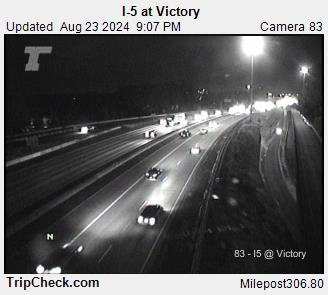 I-5 at Victory
Updated Aug 23 2024 9:07 PM Camera 83
T
N
83 - I5 @ Victory
TripCheck.com Milepost306.80